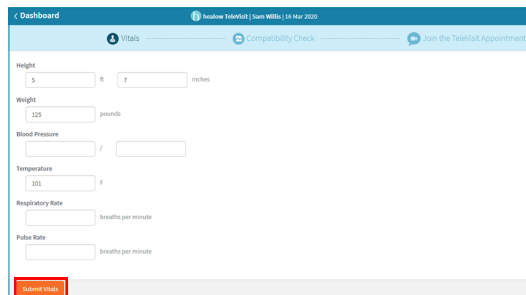 < Dashboard
healow TeleVisit | Sam Willis | 16 Mar 2020
Vitals
Compatibility Check
Join the TeleVisit Appointment
Height
5 ft 7 inches
Weight
125 pounds
Blood Pressure
/
Temperature
101 F
Respiratory Rate
breaths per minute
Pulse Rate
breaths per minute
Submit Vitals